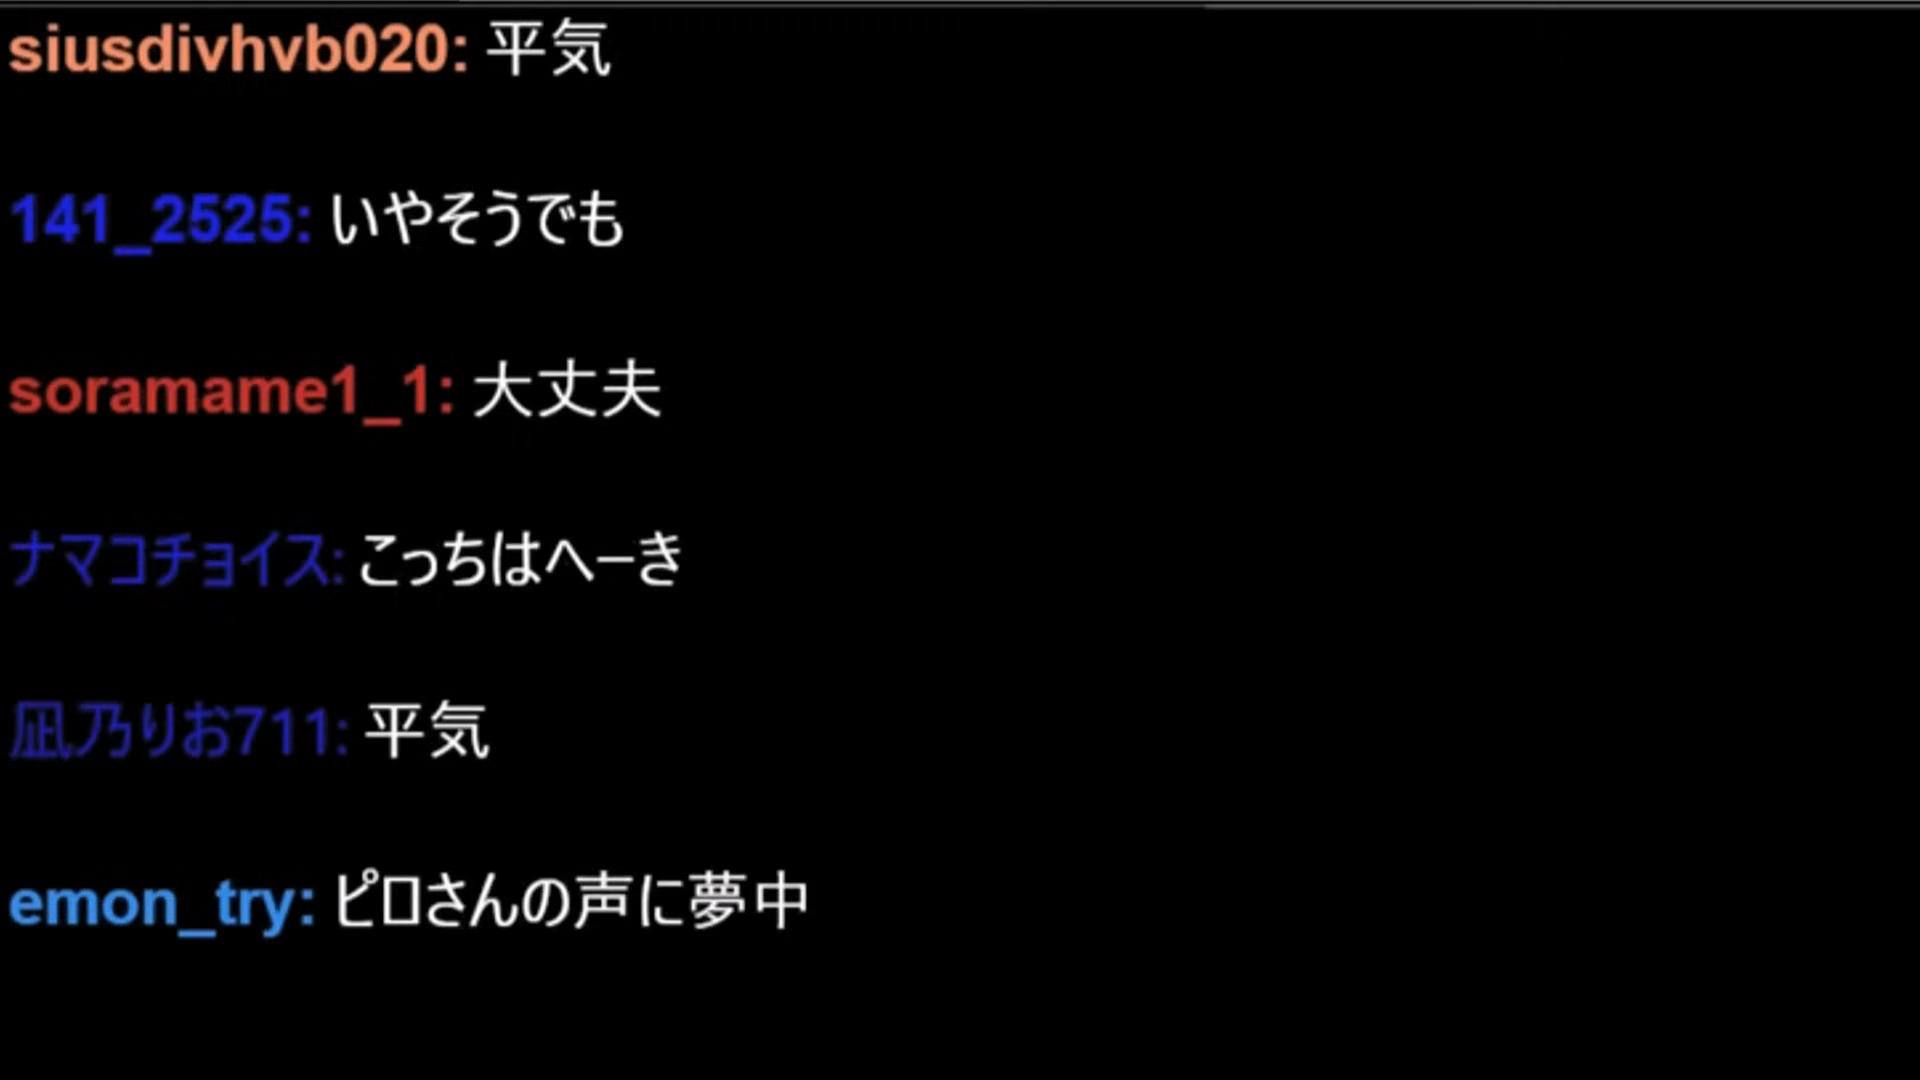 siusdivhvb020: 平気
141_2525: いやそうでも
soramame1_1: 大丈夫
ナマコチョイス: こっちはへーき
凪乃りお711: 平気
emon_try: ピロさんの声に夢中